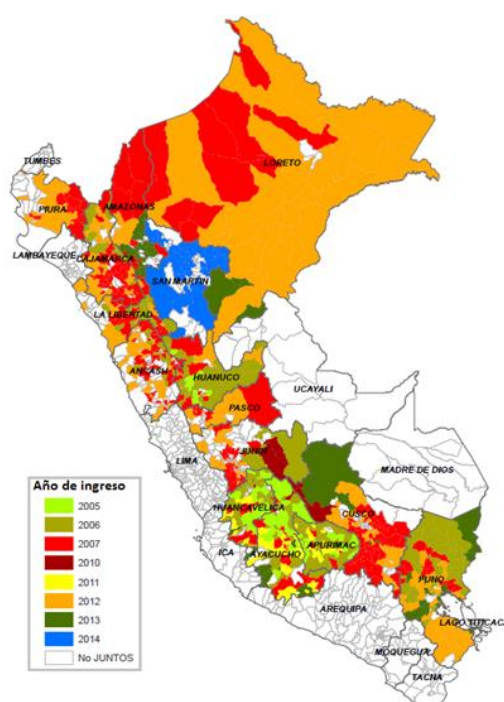 TUMBES
LORETO
PIURA
AMAZONAS
LAMBAYEQUE
CAJAMARCA
SAN MARTIN
LA LIBERTAD
ANCASH
HUANUCO
UCAYALI
PASCO
LIMA
JUNIN
MADRE DE DIOS
CUSCO
HUANCAVELICA
ICA
AYACUCHO
APURIMAC
PUNO
AREQUIPA
LAGO TITICACA
MOQUEGUA
TACNA
Año de ingreso
2005
2006
2007
2010
2011
2012
2013
2014
No JUNTOS